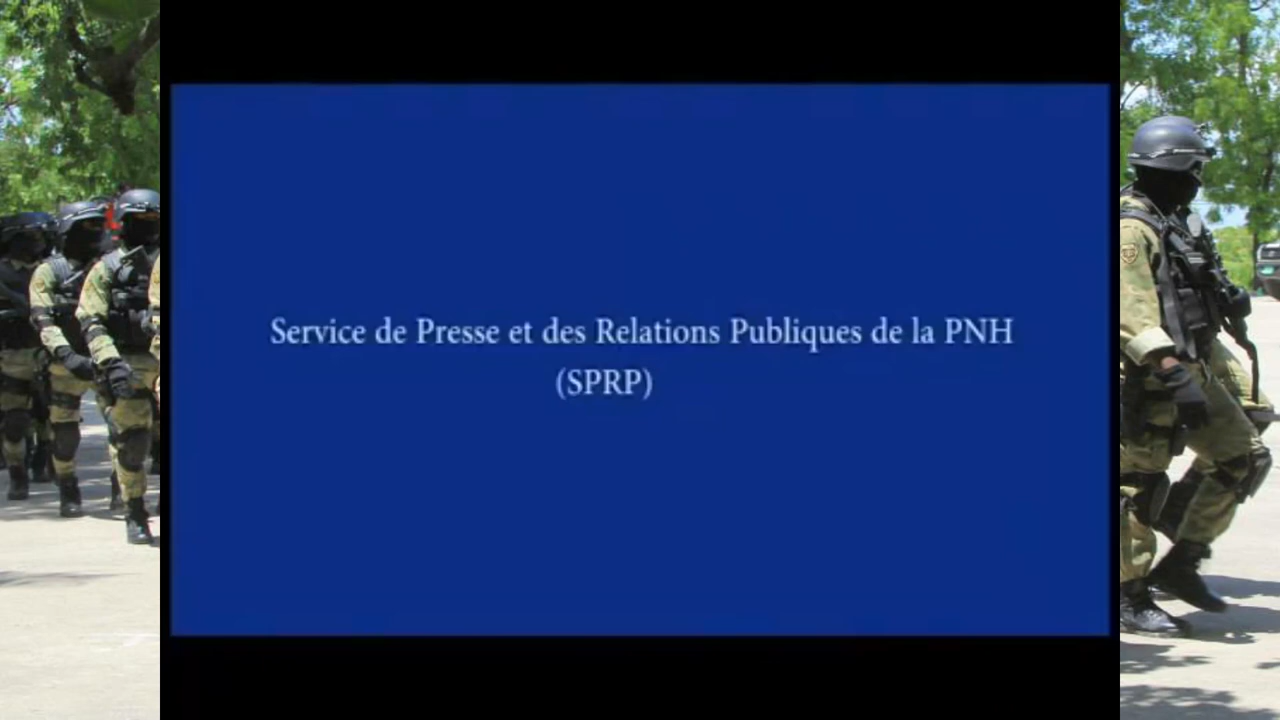 Service de Presse et des Relations Publiques de la PNH
(SPRP)